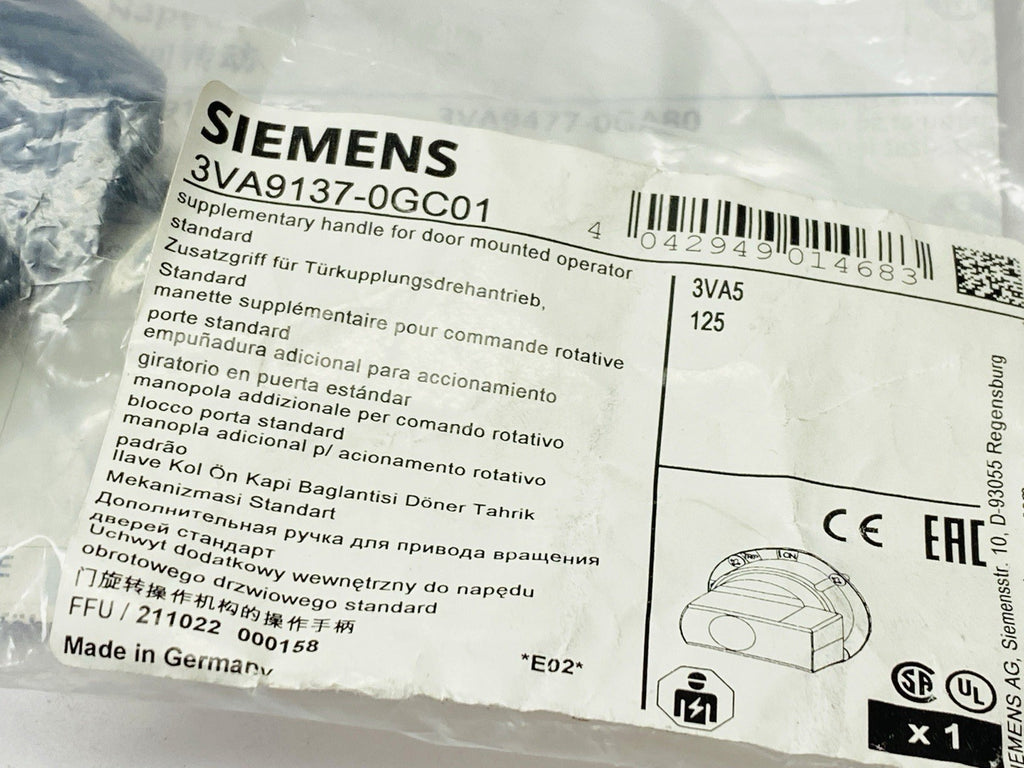 3VA9477-0GA80
SIEMENS
3VA9137-0GC01
supplementary handle for door mounted operator
standard
Zusatzgriff für Türkupplungsdrehantrieb,
Standard
manette supplémentaire pour commande rotative
porte standard
empuñadura adicional para accionamiento
giratorio en puerta estándar
manopola addizionale per comando rotativo
blocco porta standard
manopla adicional p/ acionamento rotativo
padrão
Ilave Kol Ön Kapi Baglantisi Döner Tahrik
Mekanizmasi Standart
Дополнительная ручка для привода вращения
дверей стандарт
Uchwyt dodatkowy wewnętrzny do napędu
obrotowego drzwiowego standard
门旋转操作机构的操作手柄
FFU / 211022 000158
Made in Germany
*E02*
4 042949 014683
3VA5
125
CE EAC
ON
SA UL
x 1
SIEMENS AG, Siemensstr. 10, D-93055 Regensburg